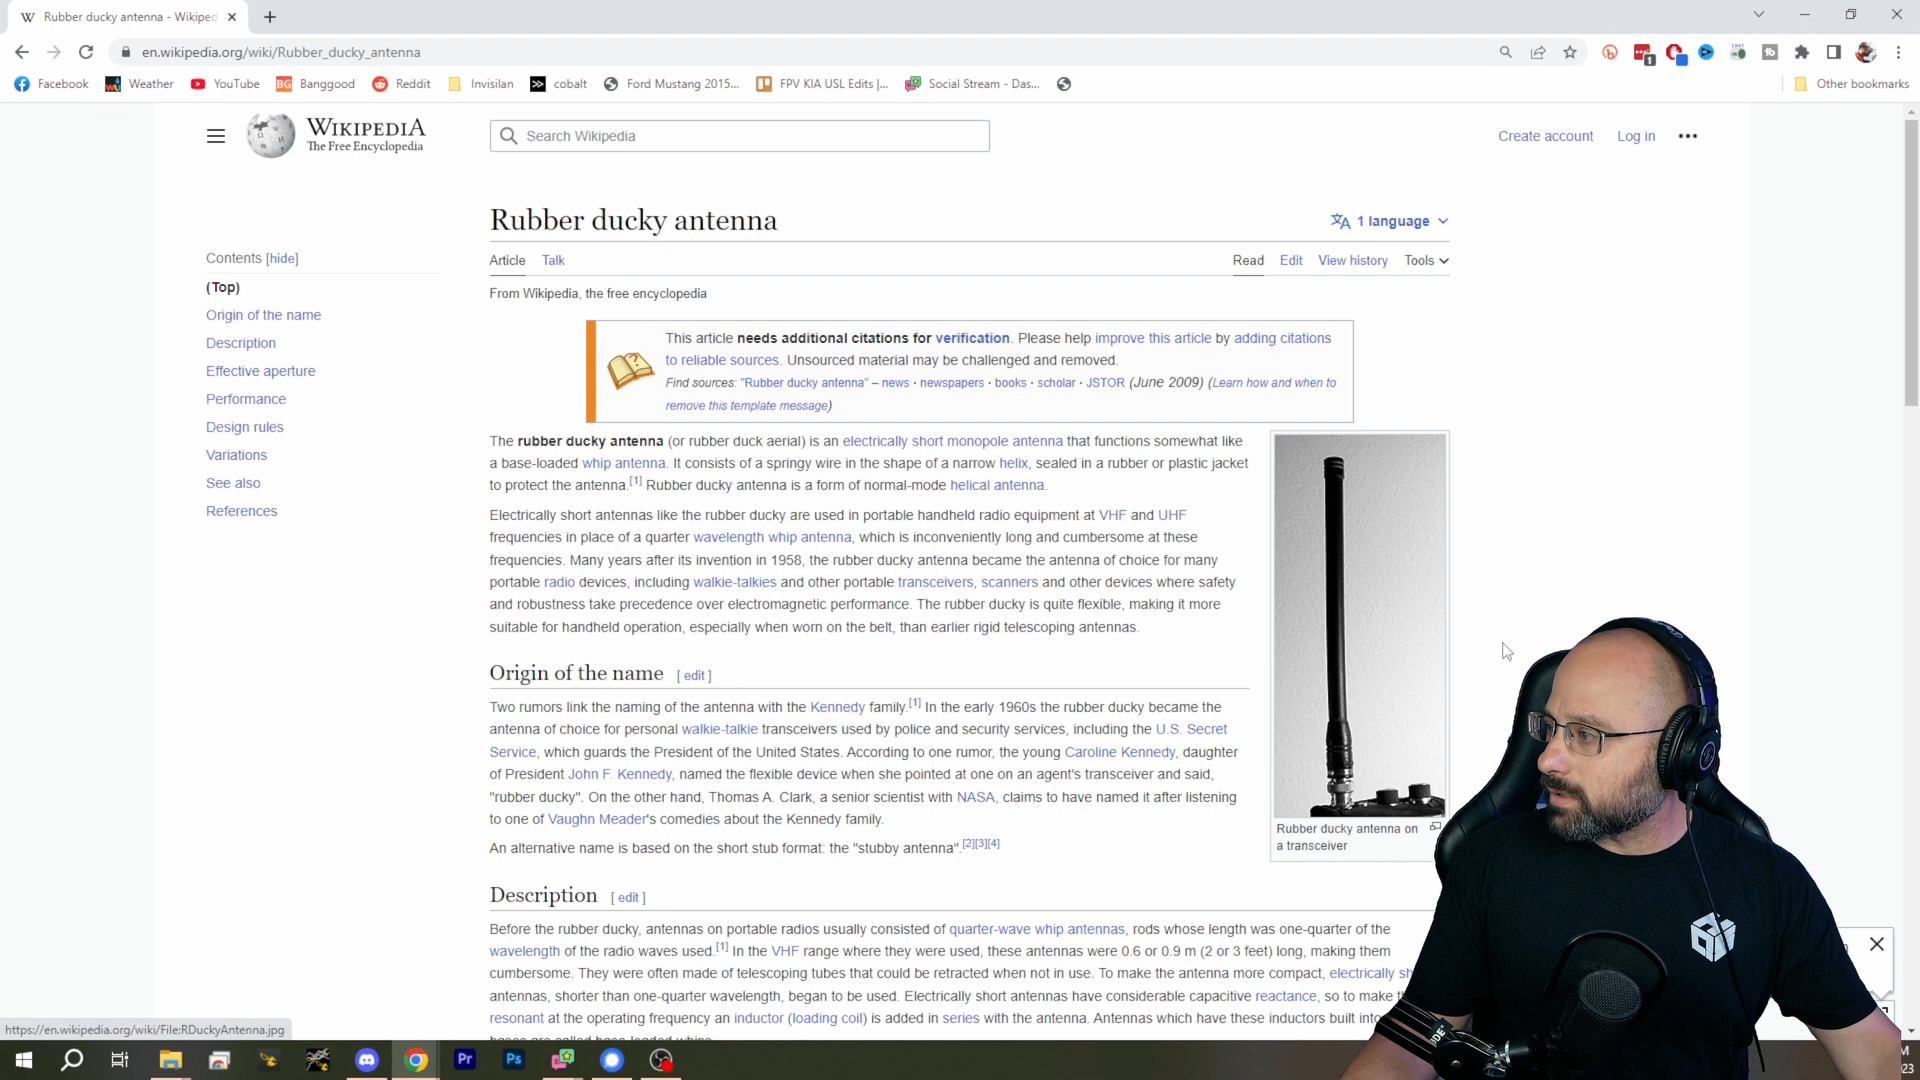 Rubber ducky antenna - Wikiped
en.wikipedia.org/wiki/Rubber_ducky_antenna
Facebook Weather YouTube Banggood Reddit Invisilan cobalt Ford Mustang 2015... FPV KIA USL Edits |... Social Stream - Das... Other bookmarks
WIKIPEDIA
The Free Encyclopedia
Search Wikipedia
Create account Log in
Rubber ducky antenna
1 language
Contents [hide]
(Top)
Origin of the name
Description
Effective aperture
Performance
Design rules
Variations
See also
References
Article Talk Read Edit View history Tools
From Wikipedia, the free encyclopedia
This article needs additional citations for verification. Please help improve this article by adding citations
to reliable sources. Unsourced material may be challenged and removed.
Find sources: "Rubber ducky antenna" – news · newspapers · books · scholar · JSTOR (June 2009) (Learn how and when to
remove this template message)
The rubber ducky antenna (or rubber duck aerial) is an electrically short monopole antenna that functions somewhat like
a base-loaded whip antenna. It consists of a springy wire in the shape of a narrow helix, sealed in a rubber or plastic jacket
to protect the antenna.[1] Rubber ducky antenna is a form of normal-mode helical antenna.
Electrically short antennas like the rubber ducky are used in portable handheld radio equipment at VHF and UHF
frequencies in place of a quarter wavelength whip antenna, which is inconveniently long and cumbersome at these
frequencies. Many years after its invention in 1958, the rubber ducky antenna became the antenna of choice for many
portable radio devices, including walkie-talkies and other portable transceivers, scanners and other devices where safety
and robustness take precedence over electromagnetic performance. The rubber ducky is quite flexible, making it more
suitable for handheld operation, especially when worn on the belt, than earlier rigid telescoping antennas.
Rubber ducky antenna on
a transceiver
Origin of the name [ edit ]
Two rumors link the naming of the antenna with the Kennedy family.[1] In the early 1960s the rubber ducky became the
antenna of choice for personal walkie-talkie transceivers used by police and security services, including the U.S. Secret
Service, which guards the President of the United States. According to one rumor, the young Caroline Kennedy, daughter
of President John F. Kennedy, named the flexible device when she pointed at one on an agent's transceiver and said,
"rubber ducky". On the other hand, Thomas A. Clark, a senior scientist with NASA, claims to have named it after listening
to one of Vaughn Meader's comedies about the Kennedy family.
An alternative name is based on the short stub format: the "stubby antenna".[2][3][4]
Description [ edit ]
Before the rubber ducky, antennas on portable radios usually consisted of quarter-wave whip antennas, rods whose length was one-quarter of the
wavelength of the radio waves used.[1] In the VHF range where they were used, these antennas were 0.6 or 0.9 m (2 or 3 feet) long, making them
cumbersome. They were often made of telescoping tubes that could be retracted when not in use. To make the antenna more compact, electrically sh
antennas, shorter than one-quarter wavelength, began to be used. Electrically short antennas have considerable capacitive reactance, so to make t
resonant at the operating frequency an inductor (loading coil) is added in series with the antenna. Antennas which have these inductors built into
https://en.wikipedia.org/wiki/File:RDuckyAntenna.jpg
Pr Ps